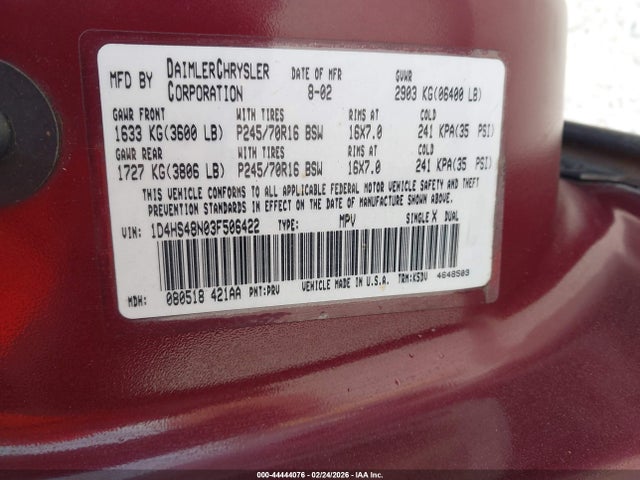 MFD BY DAIMLERCHRYSLER CORPORATION DATE OF MFR 8-02 GVWR 2903 KG(06400 LB)
GAWR FRONT WITH TIRES RIMS AT COLD
1633 KG(3600 LB) P245/70R16 BSW 16X7.0 241 KPA(35 PSI)
GAWR REAR WITH TIRES RIMS AT COLD
1727 KG(3806 LB) P245/70R16 BSW 16X7.0 241 KPA(35 PSI)
THIS VEHICLE CONFORMS TO ALL APPLICABLE FEDERAL MOTOR VEHICLE SAFETY AND THEFT
PREVENTION STANDARDS IN EFFECT ON THE DATE OF MANUFACTURE SHOWN ABOVE.
VIN: 1D4HS48N03F506422 TYPE: MPV SINGLE X DUAL
MDH: 080518 421AA PNT:PRV VEHICLE MADE IN U.S.A. TRM:K5DV 4648503
000-44444076 - 02/24/2026 - IAA Inc.